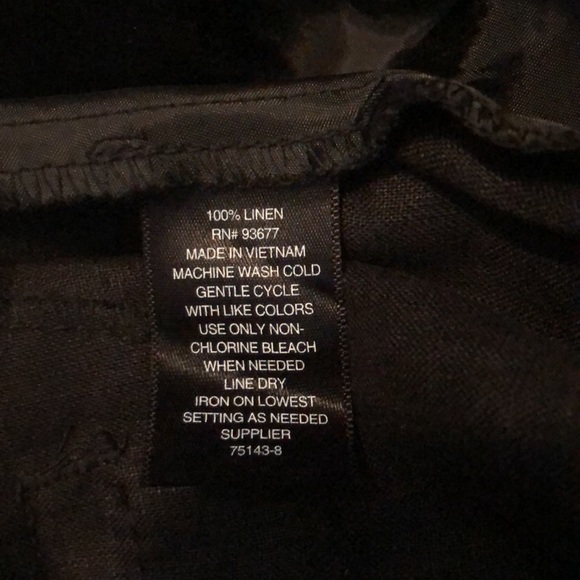 100% LINEN
RN# 93677
MADE IN VIETNAM
MACHINE WASH COLD
GENTLE CYCLE
WITH LIKE COLORS
USE ONLY NON-
CHLORINE BLEACH
WHEN NEEDED
LINE DRY
IRON ON LOWEST
SETTING AS NEEDED
SUPPLIER
75143-8